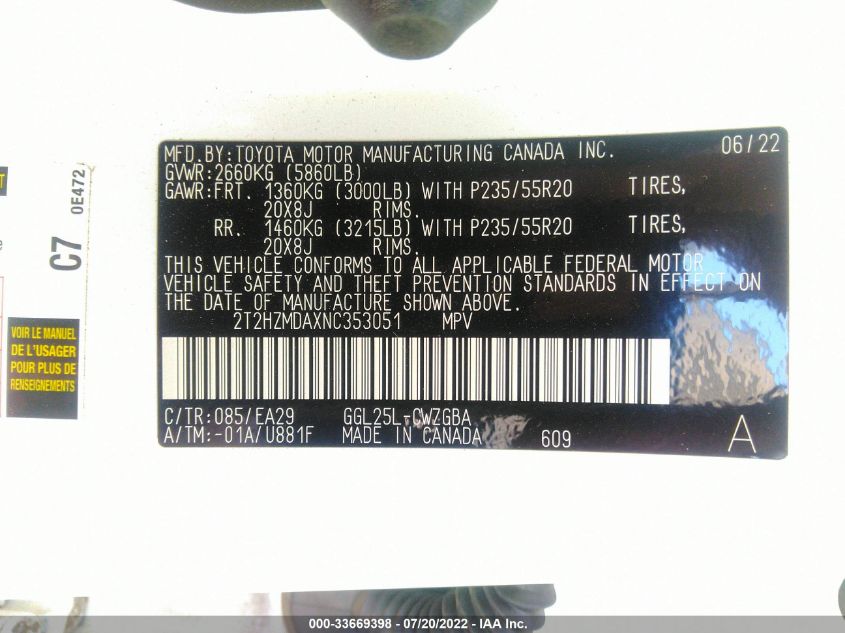 MFD.BY:TOYOTA MOTOR MANUFACTURING CANADA INC. 06/22
GVWR:2660KG (5860LB)
GAWR:FRT. 1360KG (3000LB) WITH P235/55R20 TIRES,
20X8J RIMS.
RR. 1460KG (3215LB) WITH P235/55R20 TIRES,
20X8J RIMS.
THIS VEHICLE CONFORMS TO ALL APPLICABLE FEDERAL MOTOR
VEHICLE SAFETY AND THEFT PREVENTION STANDARDS IN EFFECT ON
THE DATE OF MANUFACTURE SHOWN ABOVE.
2T2HZMDAXNC353051 MPV
C/TR:085/EA29 GGL25L-CWZGBA
A/TM:-01A/U881F MADE IN CANADA 609 A
C7 0E472
VOIR LE MANUEL
DE L'USAGER
POUR PLUS DE
RENSEIGNEMENTS
000-33669398 - 07/20/2022 - IAA Inc.